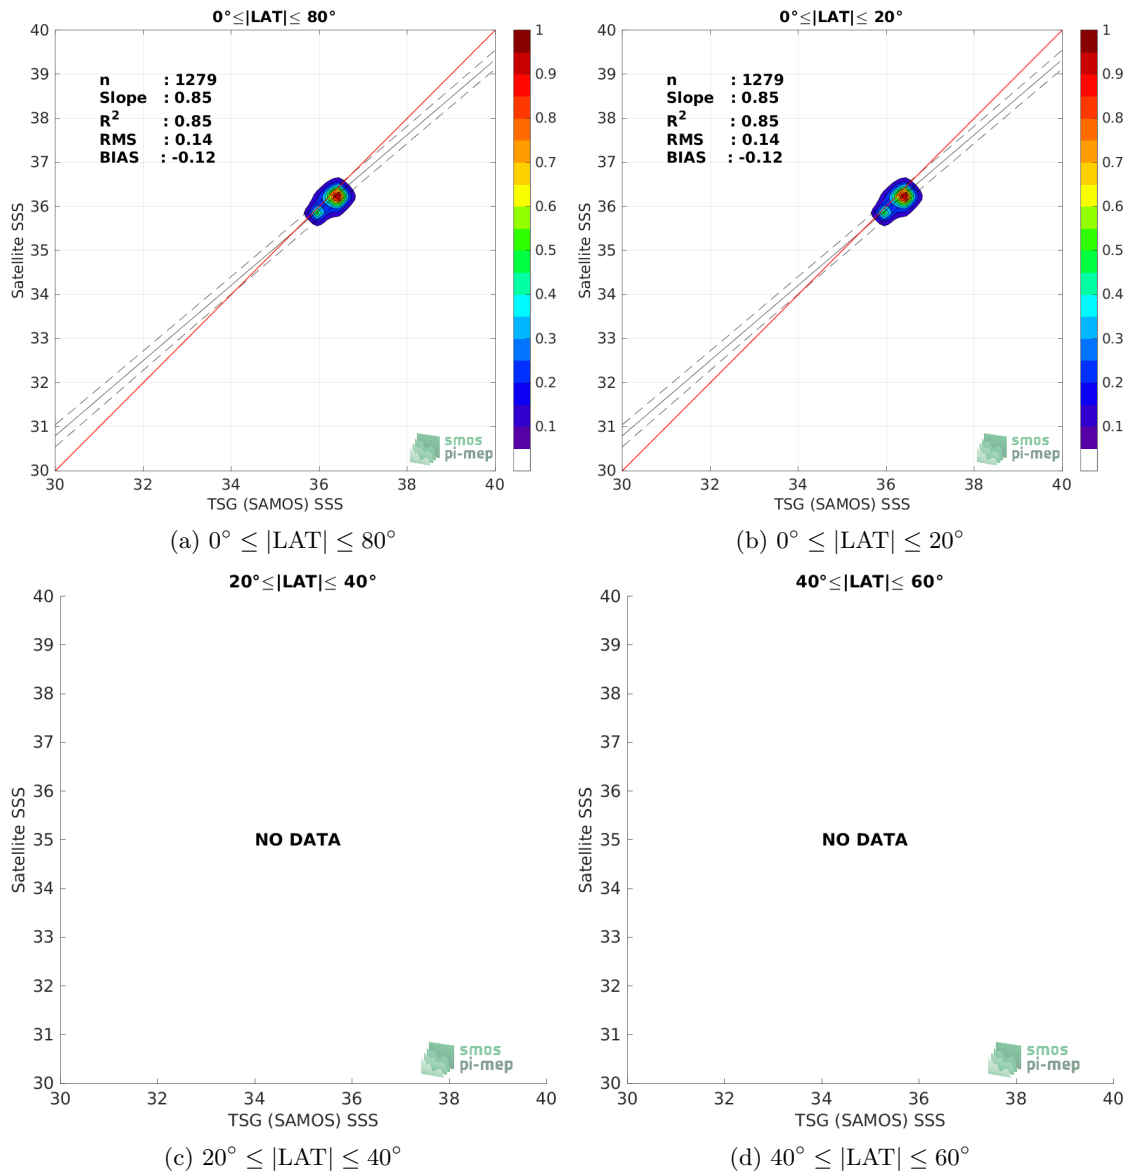 0°≤|LAT|≤ 80°
40
39
38
37
36
35
34
33
32
31
30
Satellite SSS
n : 1279
Slope : 0.85
R² : 0.85
RMS : 0.14
BIAS : -0.12
smos
pi-mep
30 32 34 36 38 40
TSG (SAMOS) SSS
1
0.9
0.8
0.7
0.6
0.5
0.4
0.3
0.2
0.1
(a) 0° ≤ |LAT| ≤ 80°
0°≤|LAT|≤ 20°
40
39
38
37
36
35
34
33
32
31
30
Satellite SSS
n : 1279
Slope : 0.85
R² : 0.85
RMS : 0.14
BIAS : -0.12
smos
pi-mep
30 32 34 36 38 40
TSG (SAMOS) SSS
1
0.9
0.8
0.7
0.6
0.5
0.4
0.3
0.2
0.1
(b) 0° ≤ |LAT| ≤ 20°
20°≤|LAT|≤ 40°
40
39
38
37
36
35
34
33
32
31
30
Satellite SSS
NO DATA
smos
pi-mep
30 32 34 36 38 40
TSG (SAMOS) SSS
(c) 20° ≤ |LAT| ≤ 40°
40°≤|LAT|≤ 60°
40
39
38
37
36
35
34
33
32
31
30
Satellite SSS
NO DATA
smos
pi-mep
30 32 34 36 38 40
TSG (SAMOS) SSS
(d) 40° ≤ |LAT| ≤ 60°